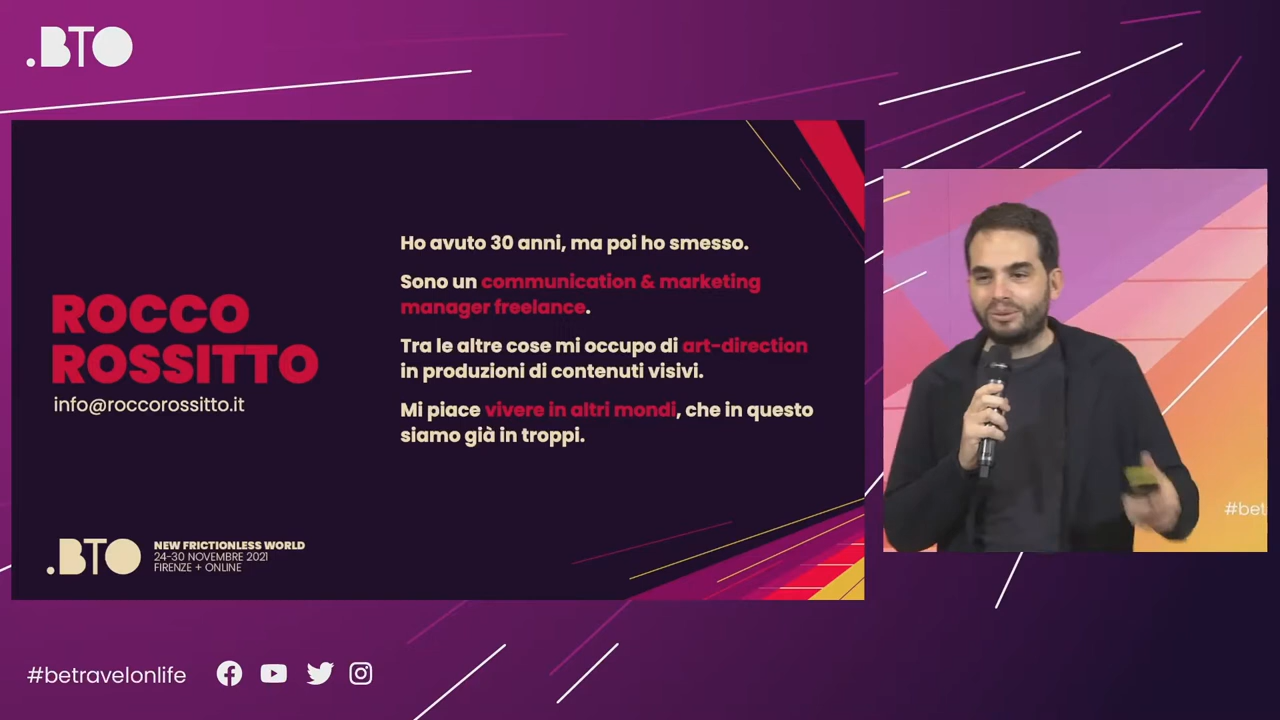 .BTO
Ho avuto 30 anni, ma poi ho smesso.
Sono un communication & marketing
manager freelance.
Tra le altre cose mi occupo di art-direction
in produzioni di contenuti visivi.
Mi piace vivere in altri mondi, che in questo
siamo già in troppi.
ROCCO
ROSSITTO
info@roccorossitto.it
.BTO
NEW FRICTIONLESS WORLD
24-30 NOVEMBRE 2021
FIRENZE + ONLINE
#bet
#betravelonlife